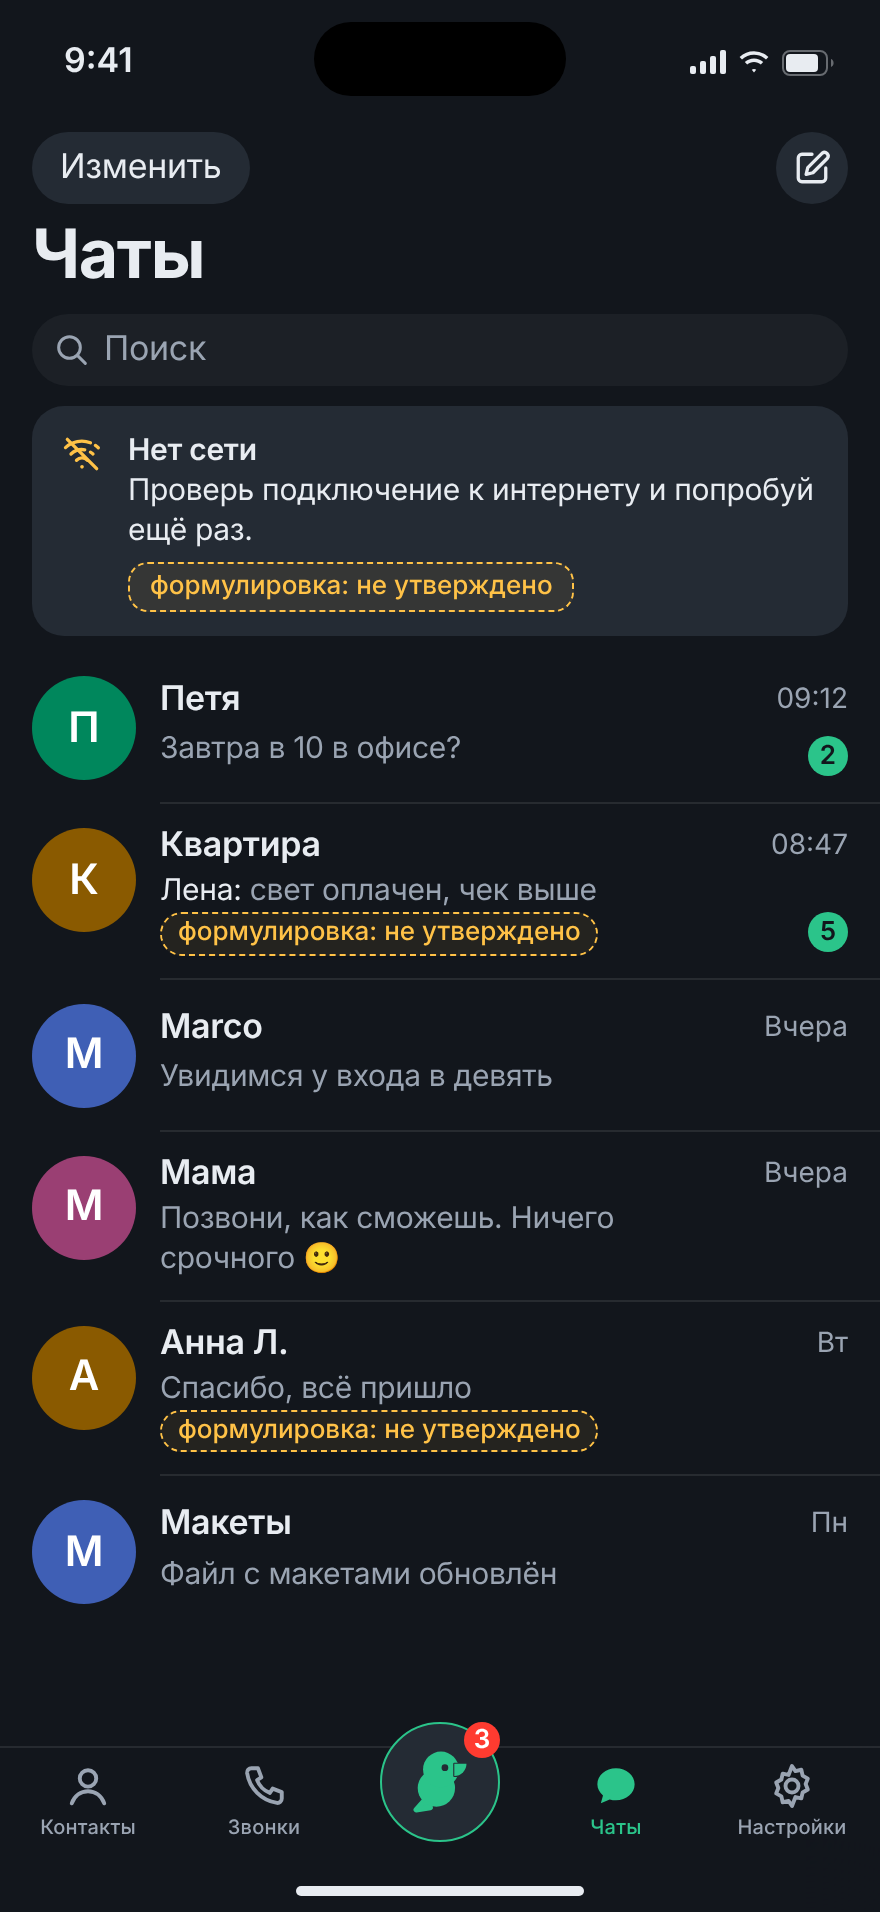 9:41
Изменить
Чаты
Поиск
Нет сети
Проверь подключение к интернету и попробуй
ещё раз.
формулировка: не утверждено
П
Петя
09:12
Завтра в 10 в офисе?
2
К
Квартира
08:47
Лена: свет оплачен, чек выше
формулировка: не утверждено
5
М
Marco
Вчера
Увидимся у входа в девять
М
Мама
Вчера
Позвони, как сможешь. Ничего
срочного 🙂
А
Анна Л.
Вт
Спасибо, всё пришло
формулировка: не утверждено
М
Макеты
Пн
Файл с макетами обновлён
3
Контакты
Звонки
Чаты
Настройки